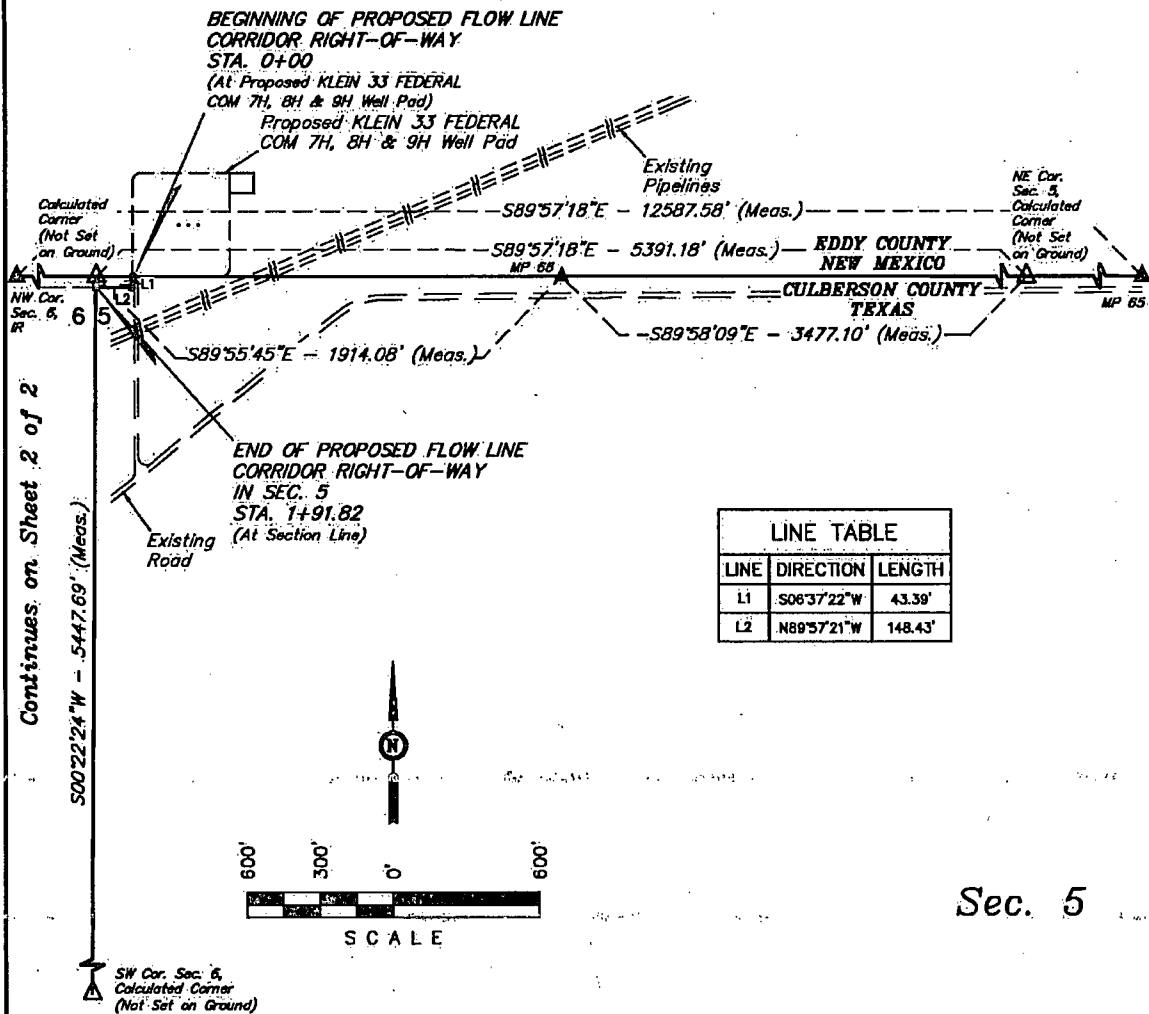 BEGINNING OF PROPOSED FLOW LINE
CORRIDOR RIGHT-OF-WAY
STA. 0+00
(At Proposed KLEIN 33 FEDERAL
COM 7H, 8H & 9H Well Pad)
Proposed KLEIN 33 FEDERAL
COM 7H, 8H & 9H Well Pad
Existing
Pipelines
Calculated
Corner
(Not Set
on Ground)
NE Cor.
Sec. 5,
Calculated
Corner
(Not Set
on Ground)
S89°57'18"E - 12587.58' (Meas.)
S89°57'18"E - 5391.18' (Meas.)
EDDY COUNTY
NEW MEXICO
MP 66
L1
L2
NW Cor.
Sec. 6,
IR
6 5
CULBERSON COUNTY
TEXAS
MP 65
S89°55'45"E - 1914.08' (Meas.)
S89°58'09"E - 3477.10' (Meas.)
Continues on Sheet 2 of 2
S00°22'24"W - 5447.69' (Meas.)
END OF PROPOSED FLOW LINE
CORRIDOR RIGHT-OF-WAY
IN SEC. 5
STA. 1+91.82
(At Section Line)
Existing
Road
LINE TABLE
LINE DIRECTION LENGTH
L1 S06°37'22"W 43.39'
L2 N89°57'21"W 148.43'
N
600' 300' 0' 600'
SCALE
Sec. 5
SW Cor. Sec. 6,
Calculated Corner
(Not Set on Ground)